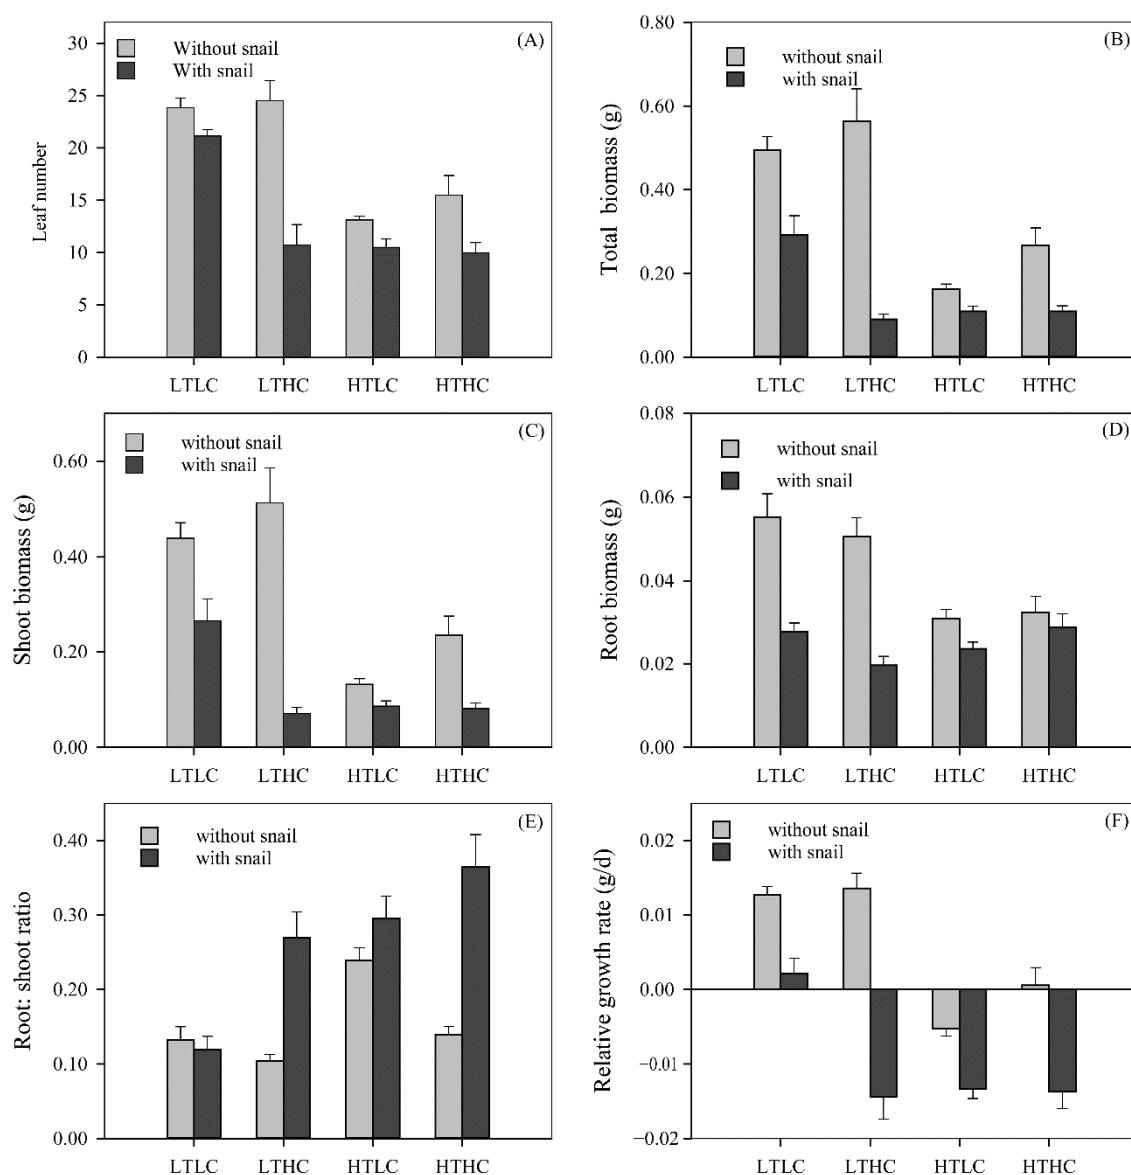 (A)
Without snail
With snail
Leaf number
30
25
20
15
10
5
0
LTLC LTHC HTLC HTHC
(B)
without snail
with snail
Total biomass (g)
0.80
0.60
0.40
0.20
0.00
LTLC LTHC HTLC HTHC
(C)
without snail
with snail
Shoot biomass (g)
0.60
0.40
0.20
0.00
LTLC LTHC HTLC HTHC
(D)
without snail
with snail
Root biomass (g)
0.08
0.06
0.04
0.02
0.00
LTLC LTHC HTLC HTHC
(E)
without snail
with snail
Root: shoot ratio
0.40
0.30
0.20
0.10
0.00
LTLC LTHC HTLC HTHC
(F)
without snail
with snail
Relative growth rate (g/d)
0.02
0.01
0.00
−0.01
−0.02
LTLC LTHC HTLC HTHC